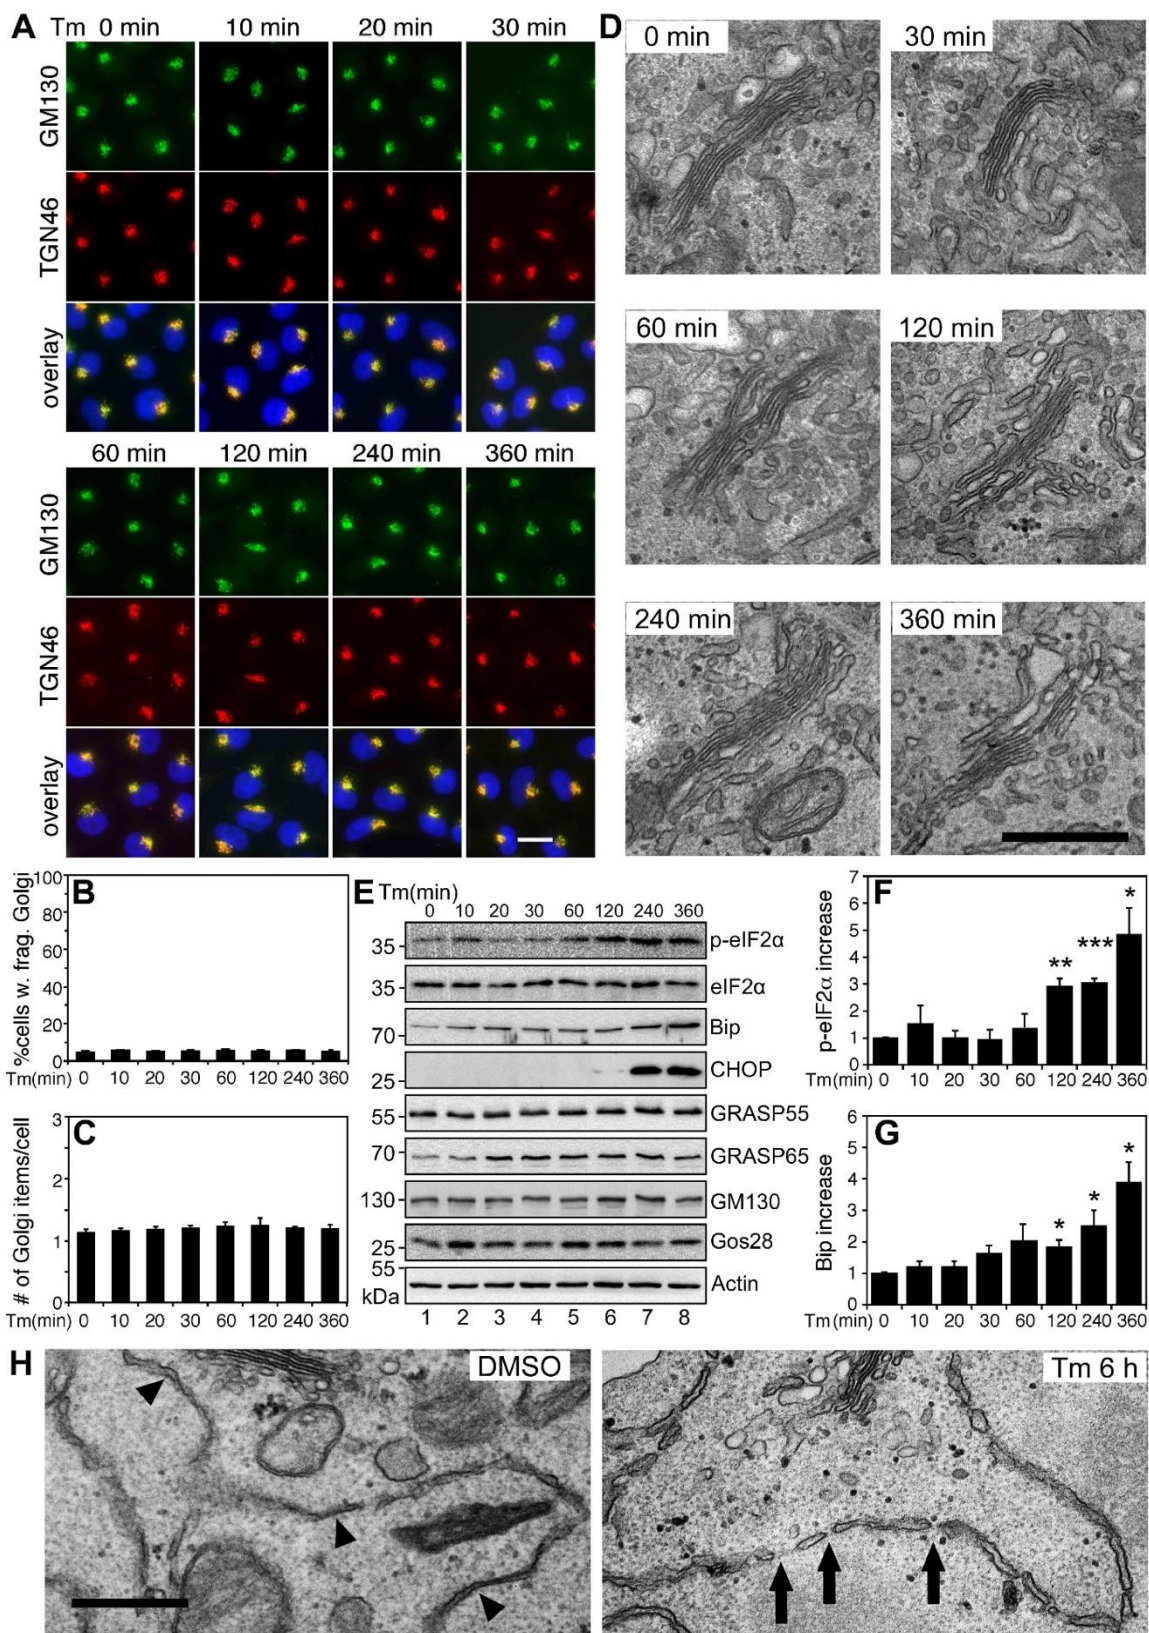 A
Tm 0 min 10 min 20 min 30 min
GM130
TGN46
overlay
60 min 120 min 240 min 360 min
GM130
TGN46
overlay
D
0 min 30 min
60 min 120 min
240 min 360 min
B
%cells w. frag. Golgi
100
80
60
40
20
0
Tm(min) 0 10 20 30 60 120 240 360
C
# of Golgi items/cell
3
2
1
0
Tm(min) 0 10 20 30 60 120 240 360
E
Tm(min)
0 10 20 30 60 120 240 360
35 p-eIF2α
35 eIF2α
70 Bip
25 CHOP
55 GRASP55
70 GRASP65
130 GM130
25 Gos28
55 Actin
kDa 1 2 3 4 5 6 7 8
F
p-eIF2α increase
7
6
5
4
3
2
1
0
** *** *
Tm(min) 0 10 20 30 60 120 240 360
G
Bip increase
6
5
4
3
2
1
0
* * *
Tm(min) 0 10 20 30 60 120 240 360
H
DMSO Tm 6 h